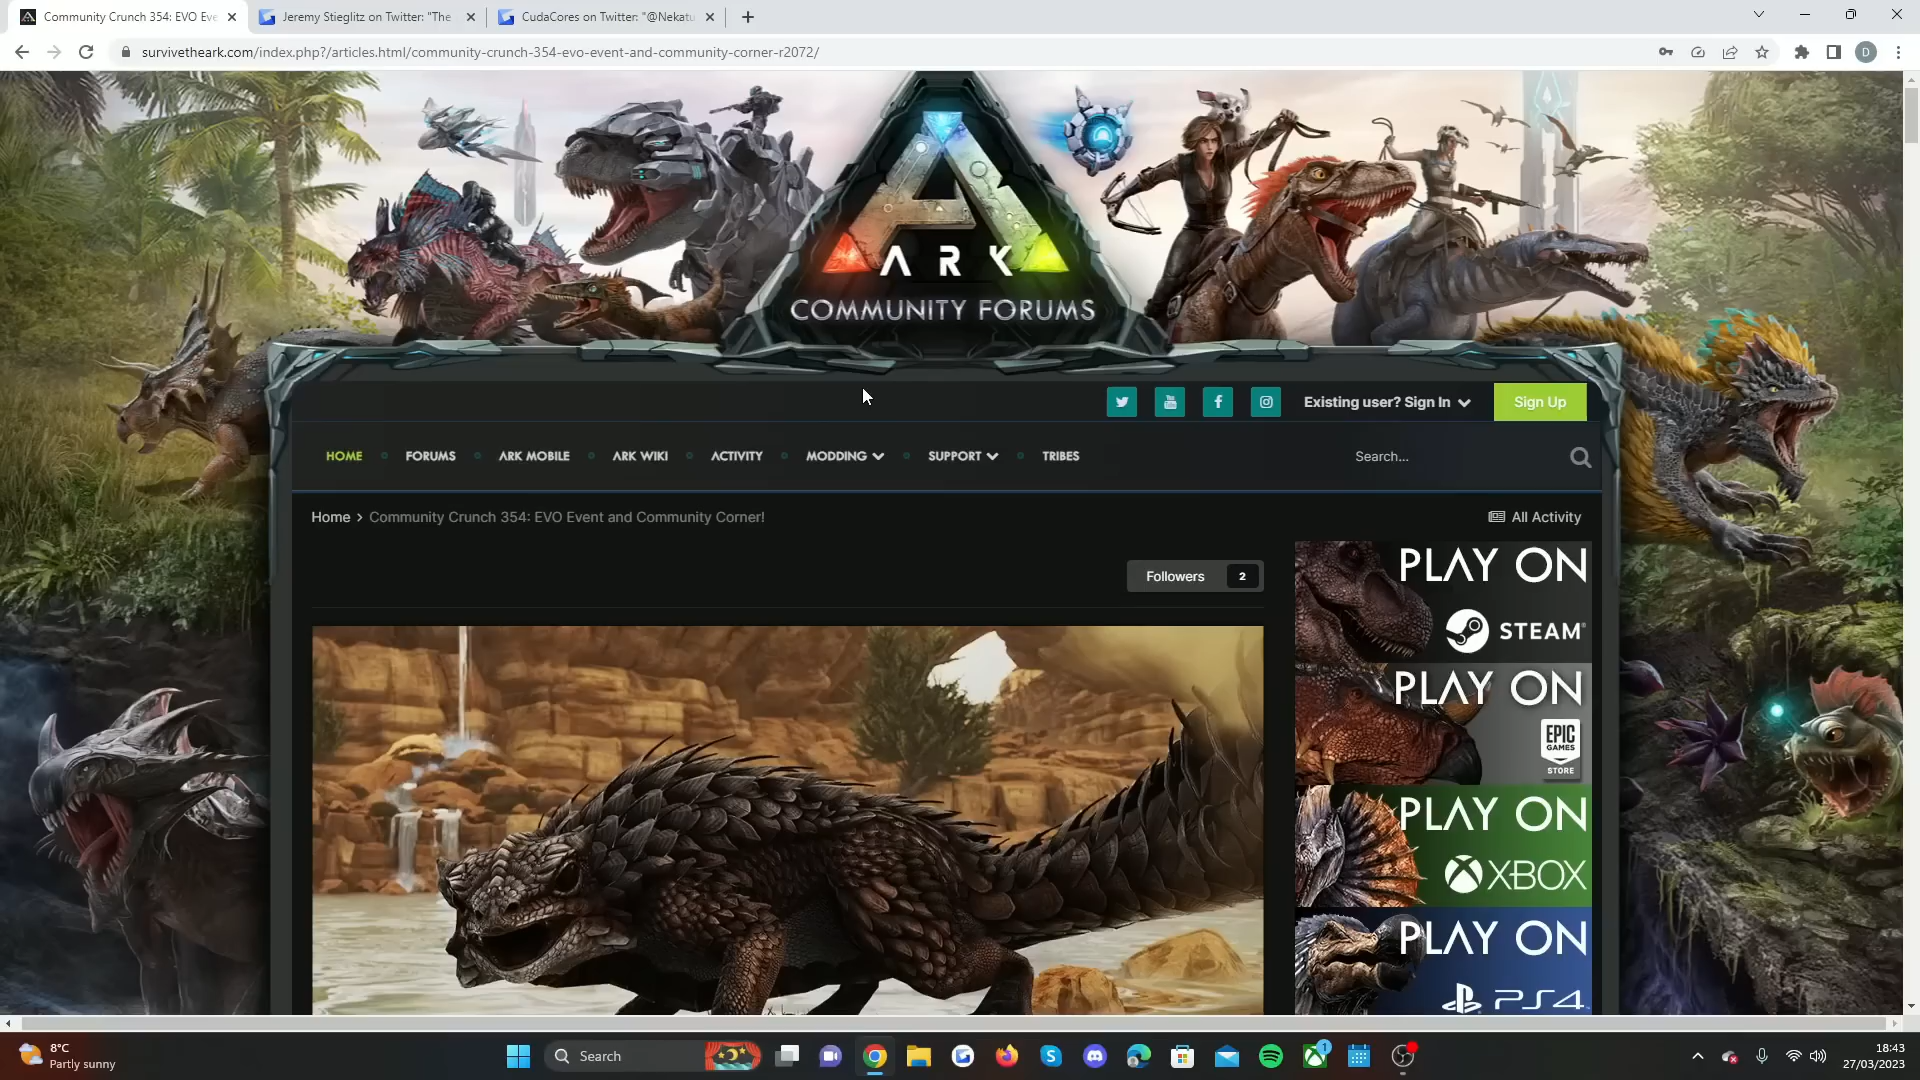 Community Crunch 354: EVO Eve
Jeremy Stieglitz on Twitter: "The
CudaCores on Twitter: "@Nekatu
survivetheark.com/index.php?/articles.html/community-crunch-354-evo-event-and-community-corner-r2072/
D
ARK
COMMUNITY FORUMS
Existing user? Sign In
Sign Up
HOME
FORUMS
ARK MOBILE
ARK WIKI
ACTIVITY
MODDING
SUPPORT
TRIBES
Search...
Home > Community Crunch 354: EVO Event and Community Corner!
All Activity
Followers 2
PLAY ON
STEAM
PLAY ON
EPIC
GAMES
STORE
PLAY ON
XBOX
PLAY ON
PS4
8°C
Partly sunny
Search
1
18:43
27/03/2023